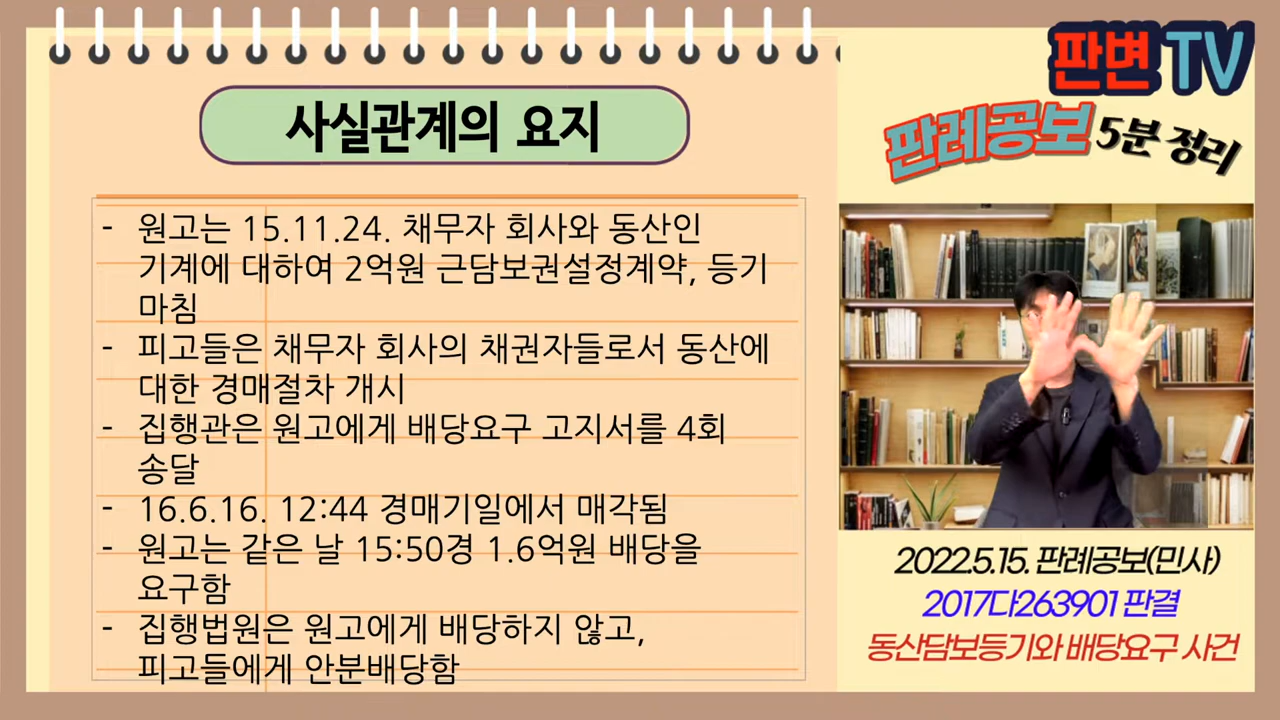 사실관계의 요지
- 원고는 15.11.24. 채무자 회사와 동산인
기계에 대하여 2억원 근담보권설정계약, 등기
마침
- 피고들은 채무자 회사의 채권자들로서 동산에
대한 경매절차 개시
- 집행관은 원고에게 배당요구 고지서를 4회
송달
- 16.6.16. 12:44 경매기일에서 매각됨
- 원고는 같은 날 15:50경 1.6억원 배당을
요구함
- 집행법원은 원고에게 배당하지 않고,
피고들에게 안분배당함
판변 TV
판례공보 5분 정리
2022.5.15. 판례공보(민사)
2017다263901 판결
동산담보등기와 배당요구 사건